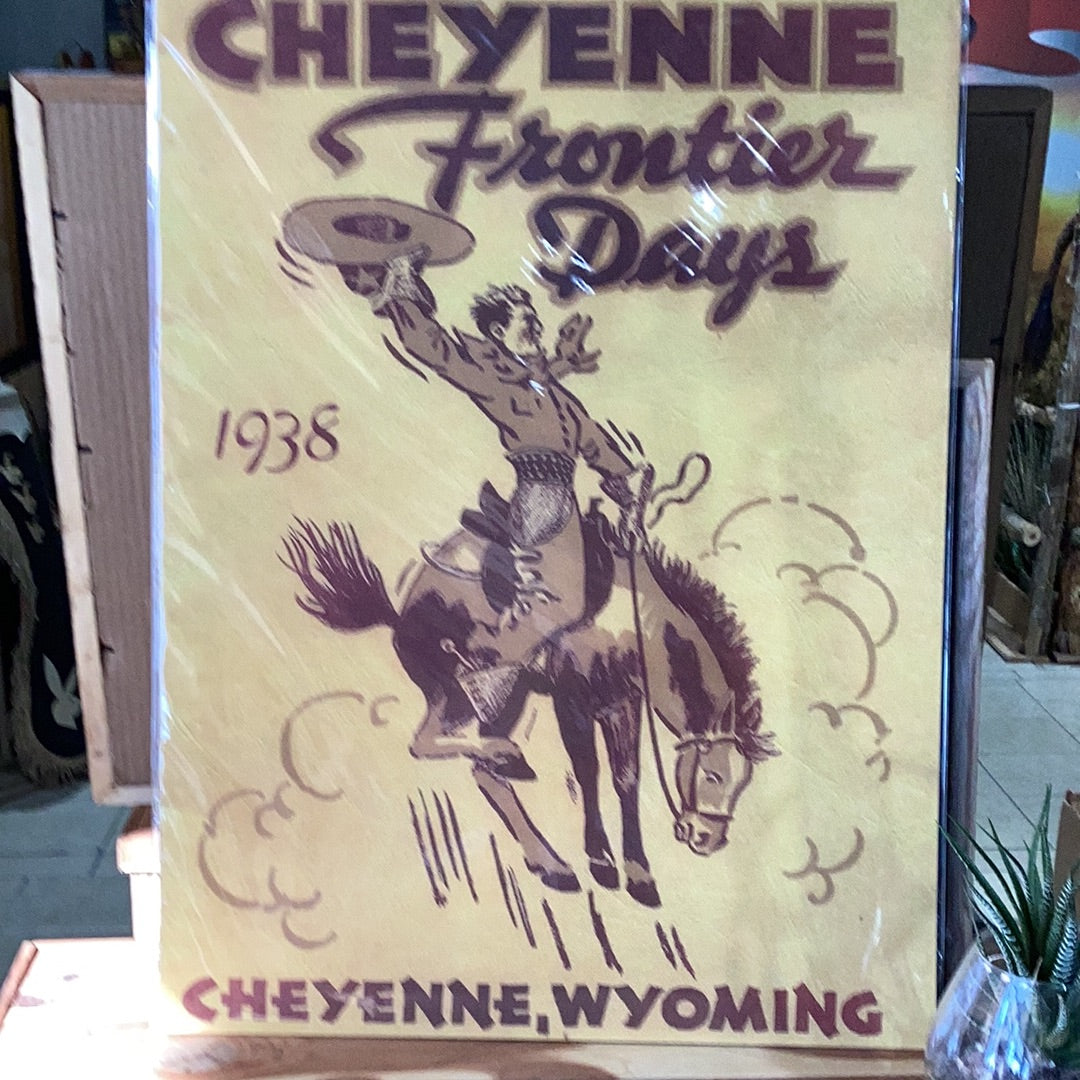 CHEYENNE
Frontier
Days
1938
CHEYENNE, WYOMING